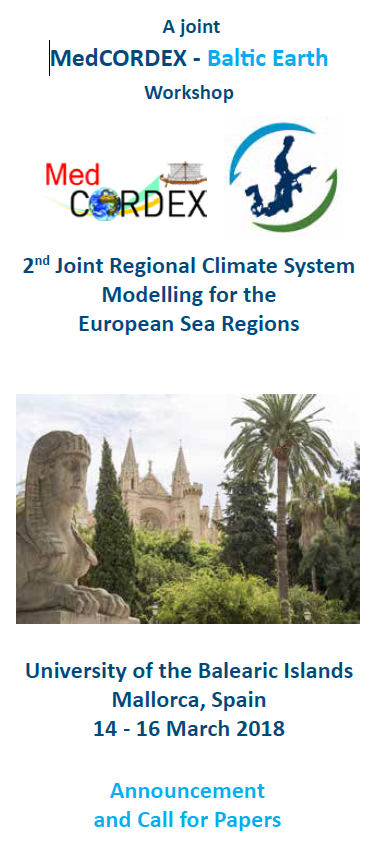 A joint
MedCORDEX - Baltic Earth
Workshop
Med
CORDEX
2nd Joint Regional Climate System
Modelling for the
European Sea Regions
University of the Balearic Islands
Mallorca, Spain
14 - 16 March 2018
Announcement
and Call for Papers